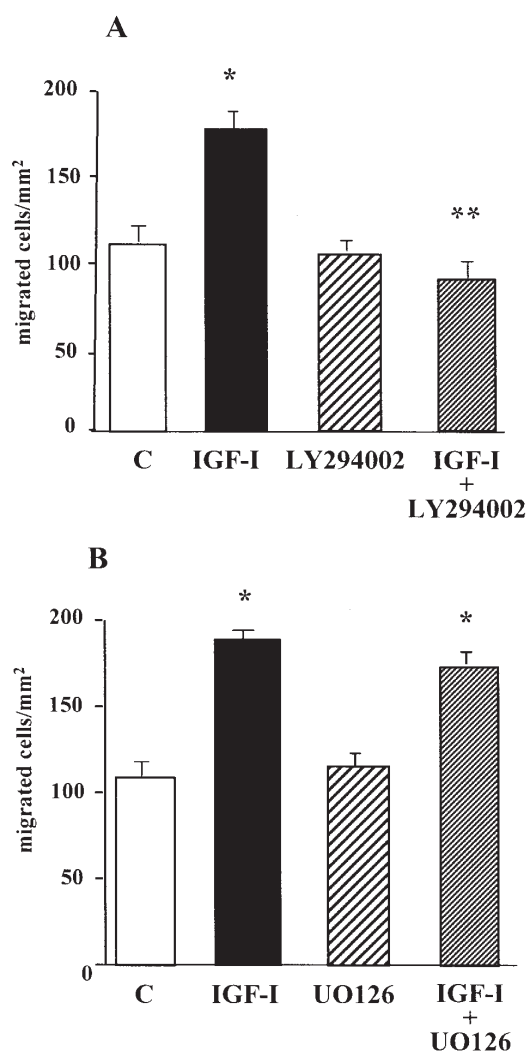 A
*
**
200
150
100
50
0
migrated cells/mm²
C IGF-I LY294002 IGF-I
+
LY294002
B
*
*
200
150
100
50
0
migrated cells/mm²
C IGF-I UO126 IGF-I
+
UO126